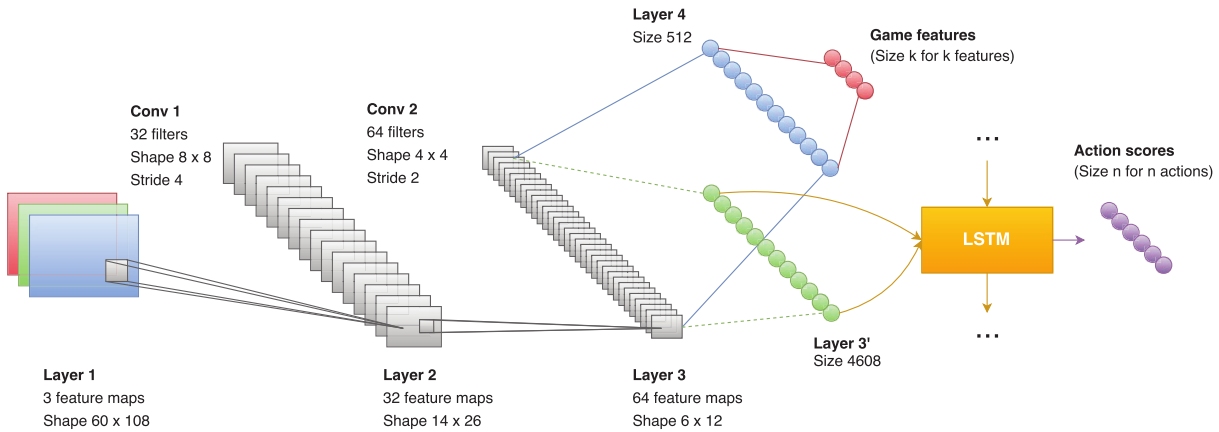 Layer 4
Size 512
Game features
(Size k for k features)
Conv 1
32 filters
Shape 8 x 8
Stride 4
Conv 2
64 filters
Shape 4 x 4
Stride 2
...
Action scores
(Size n for n actions)
LSTM
...
Layer 3'
Size 4608
Layer 1
3 feature maps
Shape 60 x 108
Layer 2
32 feature maps
Shape 14 x 26
Layer 3
64 feature maps
Shape 6 x 12